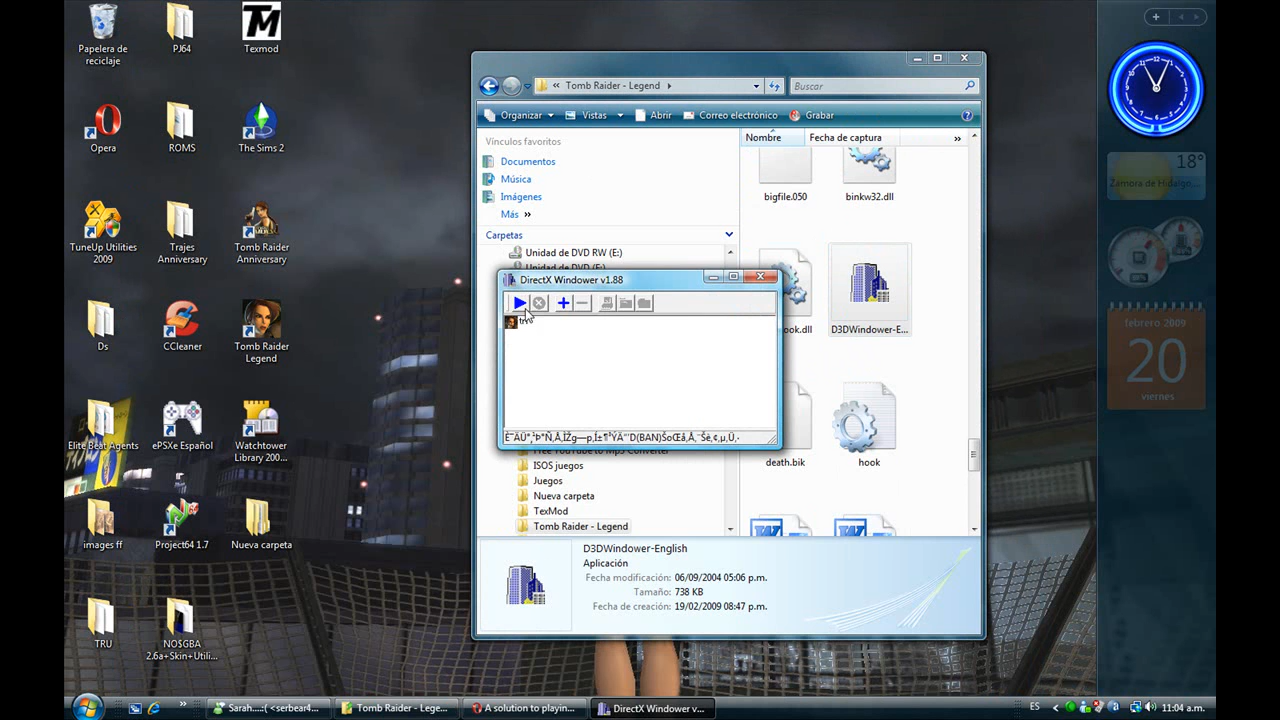 Papelera de
reciclaje
PJ64
Texmod
Opera
ROMS
The Sims 2
TuneUp Utilities
2009
Trajes
Anniversary
Tomb Raider
Anniversary
Ds
CCleaner
Tomb Raider
Legend
Elite Beat Agents
ePSXe Español
Watchtower
Library 200...
images ff
Project64 1.7
Nueva carpeta
TRU
NO$GBA
2.6a+Skin+Utili...
« Tomb Raider - Legend
Buscar
Organizar
Vistas
Abrir
Correo electrónico
Grabar
Vínculos favoritos
Documentos
Música
Imágenes
Más »
Carpetas
Unidad de DVD RW (E:)
Nombre
Fecha de captura
»
bigfile.050
binkw32.dll
D3DWindower-E...
death.bik
hook
DirectX Windower v1.88
ISOS juegos
Juegos
Nueva carpeta
TexMod
Tomb Raider - Legend
D3DWindower-English
Aplicación
Fecha modificación: 06/09/2004 05:06 p.m.
Tamaño: 738 KB
Fecha de creación: 19/02/2009 08:47 p.m.
18°
Zamora de Hidalgo...
febrero 2009
20
viernes
Sarah....:( <serbear4...
Tomb Raider - Lege...
A solution to playin...
DirectX Windower v...
ES
11:04 a.m.